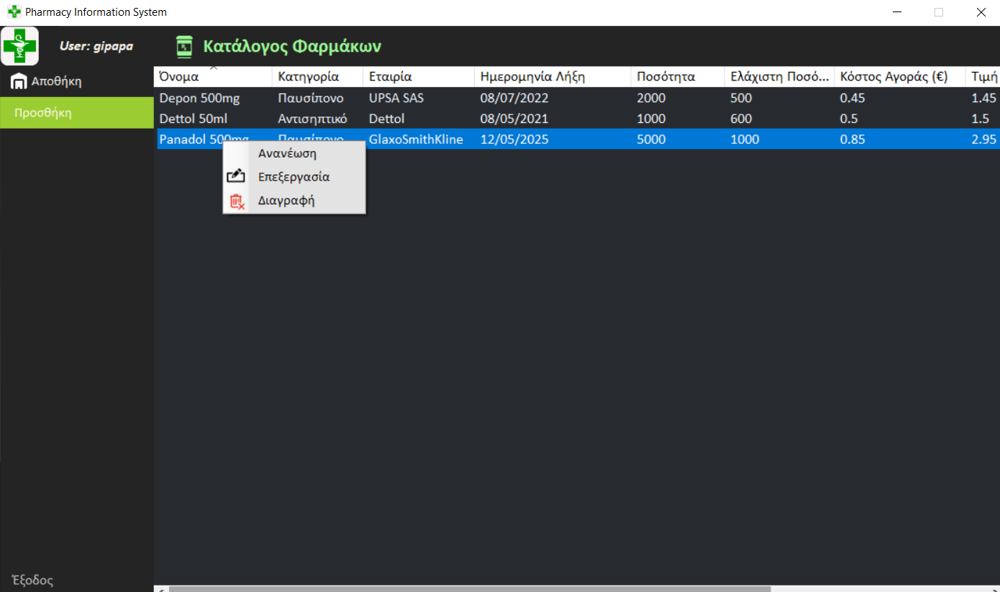 Pharmacy Information System
User: gipapa
Κατάλογος Φαρμάκων
Αποθήκη
Προσθήκη
Έξοδος
Όνομα Κατηγορία Εταιρία Ημερομηνία Λήξη Ποσότητα Ελάχιστη Ποσό... Κόστος Αγοράς (€) Τιμή
Depon 500mg Παυσίπονο UPSA SAS 08/07/2022 2000 500 0.45 1.45
Dettol 50ml Αντισηπτικό Dettol 08/05/2021 1000 600 0.5 1.5
Panadol 500mg Παυσίπονο GlaxoSmithKline 12/05/2025 5000 1000 0.85 2.95
Ανανέωση
Επεξεργασία
Διαγραφή